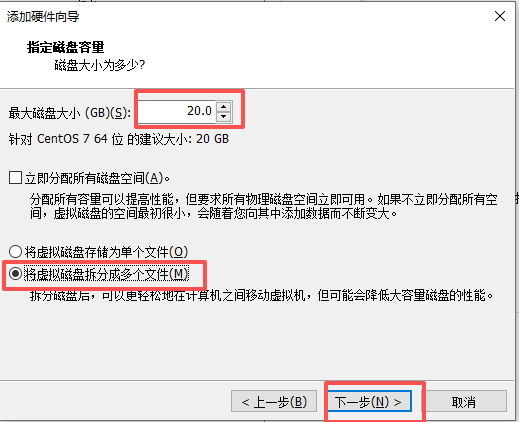 添加硬件向导
指定磁盘容量
磁盘大小为多少?
最大磁盘大小 (GB)(S): 20.0
针对 CentOS 7 64 位 的建议大小: 20 GB
立即分配所有磁盘空间(A)。
分配所有容量可以提高性能，但要求所有物理磁盘空间立即可用。如果不立即分配所有空
间，虚拟磁盘的空间最初很小，会随着您向其中添加数据而不断变大。
将虚拟磁盘存储为单个文件(O)
将虚拟磁盘拆分成多个文件(M)
拆分磁盘后，可以更轻松地在计算机之间移动虚拟机，但可能会降低大容量磁盘的性能。
< 上一步(B) 下一步(N) > 取消